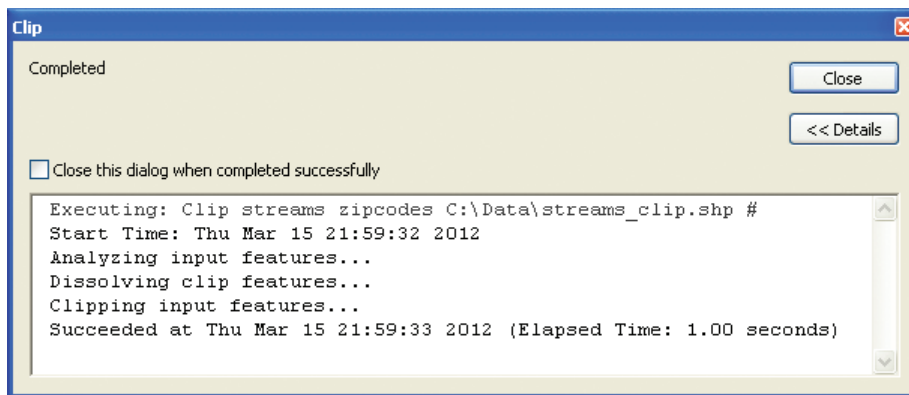 Clip
Completed
Close
<< Details
Close this dialog when completed successfully
Executing: Clip streams zipcodes C:\Data\streams_clip.shp #
Start Time: Thu Mar 15 21:59:32 2012
Analyzing input features...
Dissolving clip features...
Clipping input features...
Succeeded at Thu Mar 15 21:59:33 2012 (Elapsed Time: 1.00 seconds)